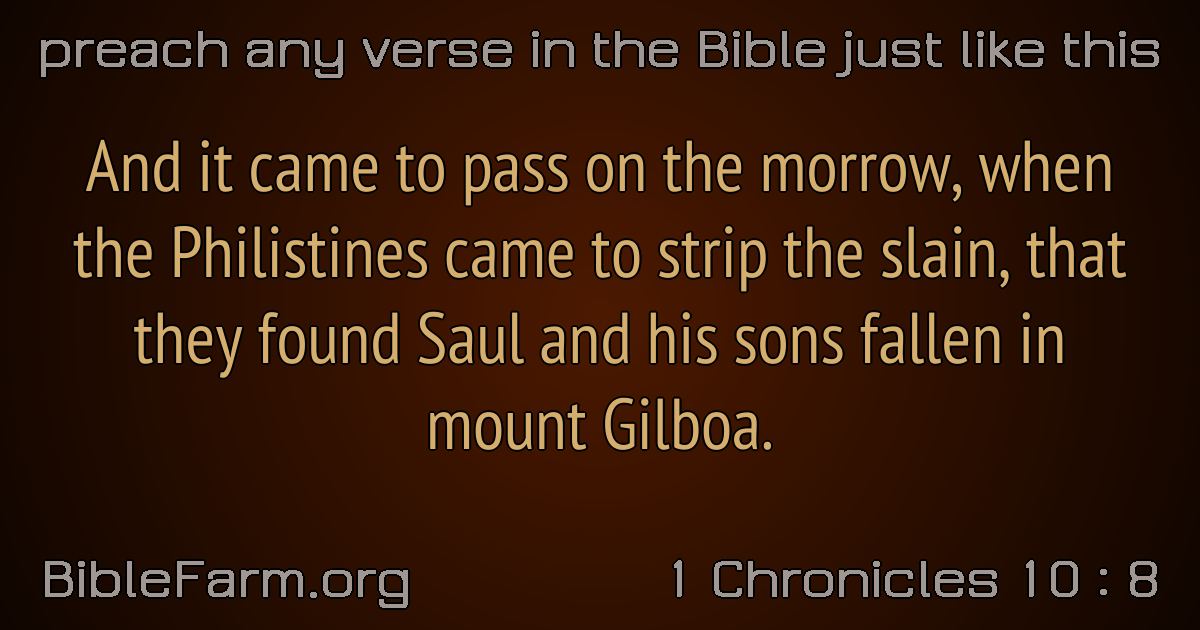 preach any verse in the Bible just like this
And it came to pass on the morrow, when
the Philistines came to strip the slain, that
they found Saul and his sons fallen in
mount Gilboa.
BibleFarm.org
1 Chronicles 10 : 8